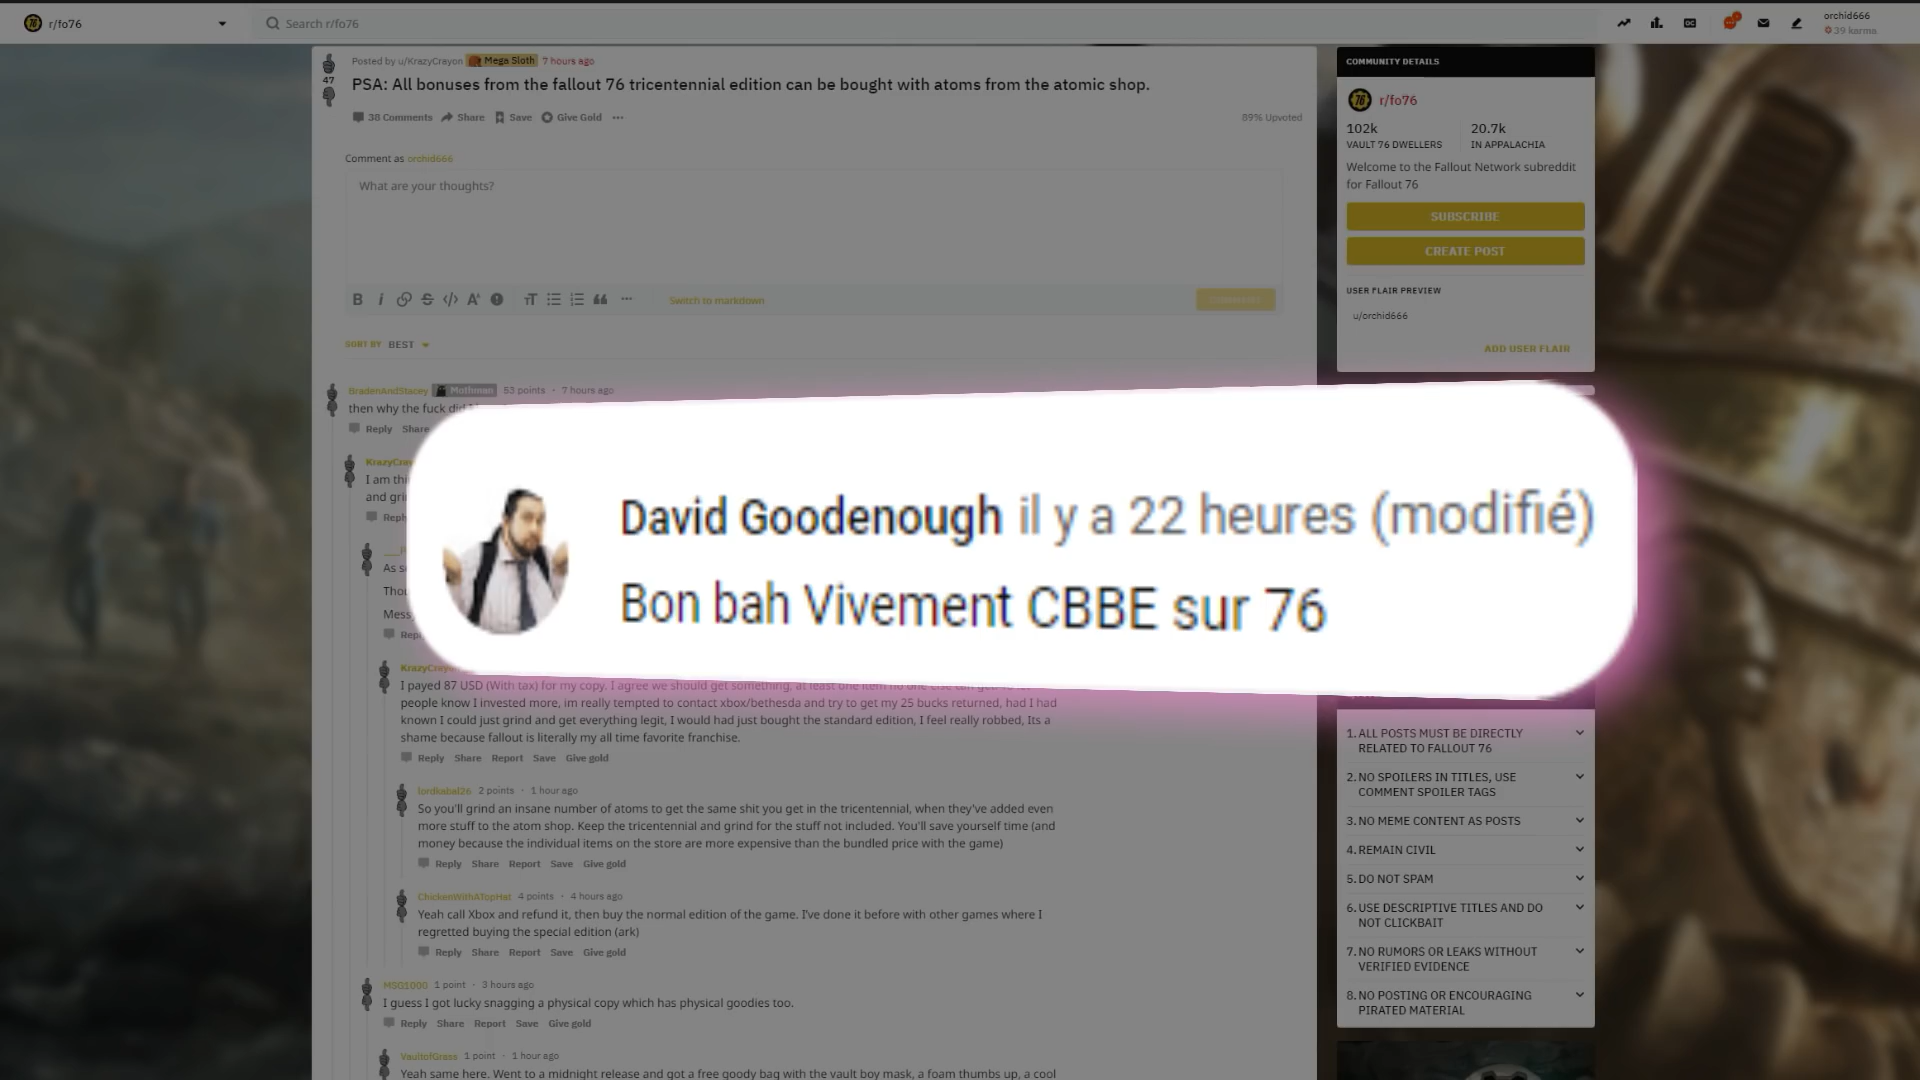 r/fo76
Search r/fo76
orchid666
39 karma
Posted by u/KrazyCrayon Mega Sloth 7 hours ago
47
PSA: All bonuses from the fallout 76 tricentennial edition can be bought with atoms from the atomic shop.
38 Comments Share Save Give Gold
89% Upvoted
Comment as orchid666
What are your thoughts?
Switch to markdown
COMMENT
SORT BY BEST
BradenAndStacey Mothman 53 points · 7 hours ago
then why the fuck did
Reply Share
I am
and
As
David Goodenough il y a 22 heures (modifié)
Bon bah Vivement CBBE sur 76
I payed 87 USD (With tax) for my copy. I agree we should get something, at least one item no one else can
people know I invested more, im really tempted to contact xbox/bethesda and try to get my 25 bucks returned, had I had
known I could just grind and get everything legit, I would had just bought the standard edition, I feel really robbed, Its a
shame because fallout is literally my all time favorite franchise.
Reply Share Report Save Give gold
lordkabal26 2 points · 1 hour ago
So you'll grind an insane number of atoms to get the same shit you get in the tricentennial, when they've added even
more stuff to the atom shop. Keep the tricentennial and grind for the stuff not included. You'll save yourself time (and
money because the individual items on the store are more expensive than the bundled price with the game)
Reply Share Report Save Give gold
ChickenWithATopHat 4 points · 4 hours ago
Yeah call Xbox and refund it, then buy the normal edition of the game. I've done it before with other games where I
regretted buying the special edition (ark)
Reply Share Report Save Give gold
MSG1000 1 point · 3 hours ago
I guess I got lucky snagging a physical copy which has physical goodies too.
Reply Share Report Save Give gold
VaultofGrass 1 point · 1 hour ago
Yeah same here. Went to a midnight release and got a free goody bag with the vault boy mask, a foam thumbs up, a cool
COMMUNITY DETAILS
r/fo76
102k 20.7k
VAULT 76 DWELLERS IN APPALACHIA
Welcome to the Fallout Network subreddit
for Fallout 76
SUBSCRIBE
CREATE POST
USER FLAIR PREVIEW
u/orchid666
ADD USER FLAIR
1. ALL POSTS MUST BE DIRECTLY
RELATED TO FALLOUT 76
2. NO SPOILERS IN TITLES, USE
COMMENT SPOILER TAGS
3. NO MEME CONTENT AS POSTS
4. REMAIN CIVIL
5. DO NOT SPAM
6. USE DESCRIPTIVE TITLES AND DO
NOT CLICKBAIT
7. NO RUMORS OR LEAKS WITHOUT
VERIFIED EVIDENCE
8. NO POSTING OR ENCOURAGING
PIRATED MATERIAL